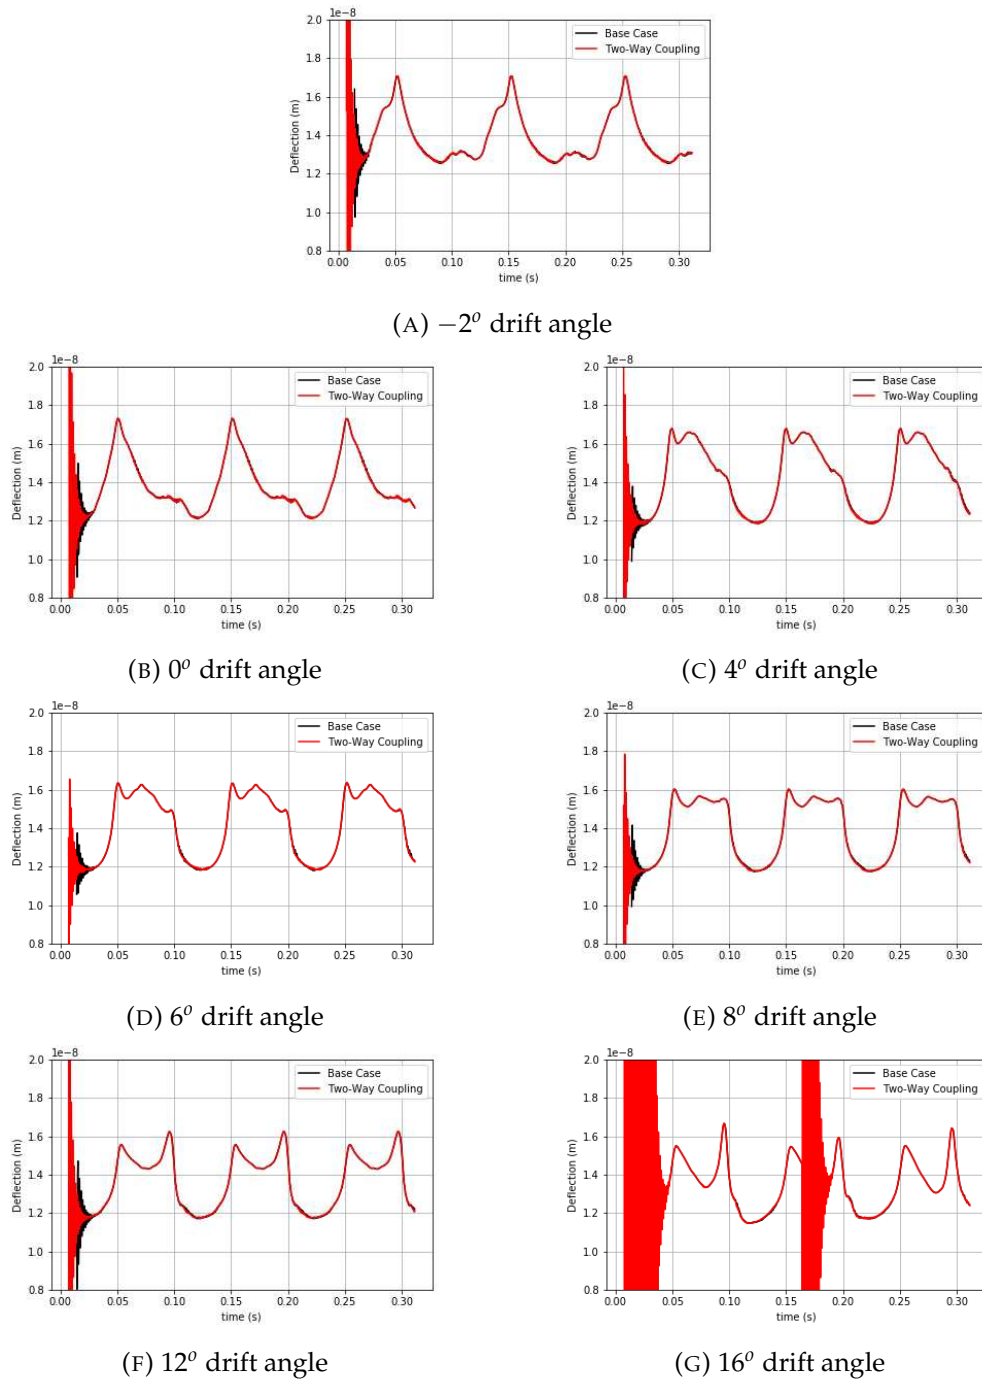 1e−8
2.0
1.8
1.6
1.4
1.2
1.0
0.8
Deflection (m)
Base Case
Two-Way Coupling
0.00 0.05 0.10 0.15 0.20 0.25 0.30
time (s)
(A) −2° drift angle
1e−8
2.0
1.8
1.6
1.4
1.2
1.0
0.8
Deflection (m)
Base Case
Two-Way Coupling
0.00 0.05 0.10 0.15 0.20 0.25 0.30
time (s)
(B) 0° drift angle
1e−8
2.0
1.8
1.6
1.4
1.2
1.0
0.8
Deflection (m)
Base Case
Two-Way Coupling
0.00 0.05 0.10 0.15 0.20 0.25 0.30
time (s)
(C) 4° drift angle
1e−8
2.0
1.8
1.6
1.4
1.2
1.0
0.8
Deflection (m)
Base Case
Two-Way Coupling
0.00 0.05 0.10 0.15 0.20 0.25 0.30
time (s)
(D) 6° drift angle
1e−8
2.0
1.8
1.6
1.4
1.2
1.0
0.8
Deflection (m)
Base Case
Two-Way Coupling
0.00 0.05 0.10 0.15 0.20 0.25 0.30
time (s)
(E) 8° drift angle
1e−8
2.0
1.8
1.6
1.4
1.2
1.0
0.8
Deflection (m)
Base Case
Two-Way Coupling
0.00 0.05 0.10 0.15 0.20 0.25 0.30
time (s)
(F) 12° drift angle
1e−8
2.0
1.8
1.6
1.4
1.2
1.0
0.8
Deflection (m)
Base Case
Two-Way Coupling
0.00 0.05 0.10 0.15 0.20 0.25 0.30
time (s)
(G) 16° drift angle